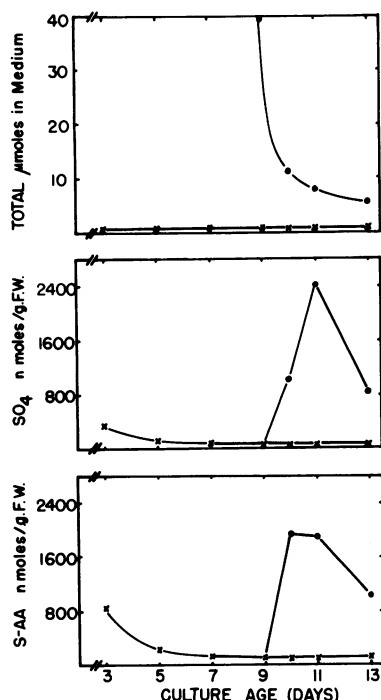 TOTAL μmoles in Medium
40
30
20
10
SO4 n moles/g.F.W.
2400
1600
800
S-AA n moles/g.F.W.
2400
1600
800
3 5 7 9 11 13
CULTURE AGE (DAYS)